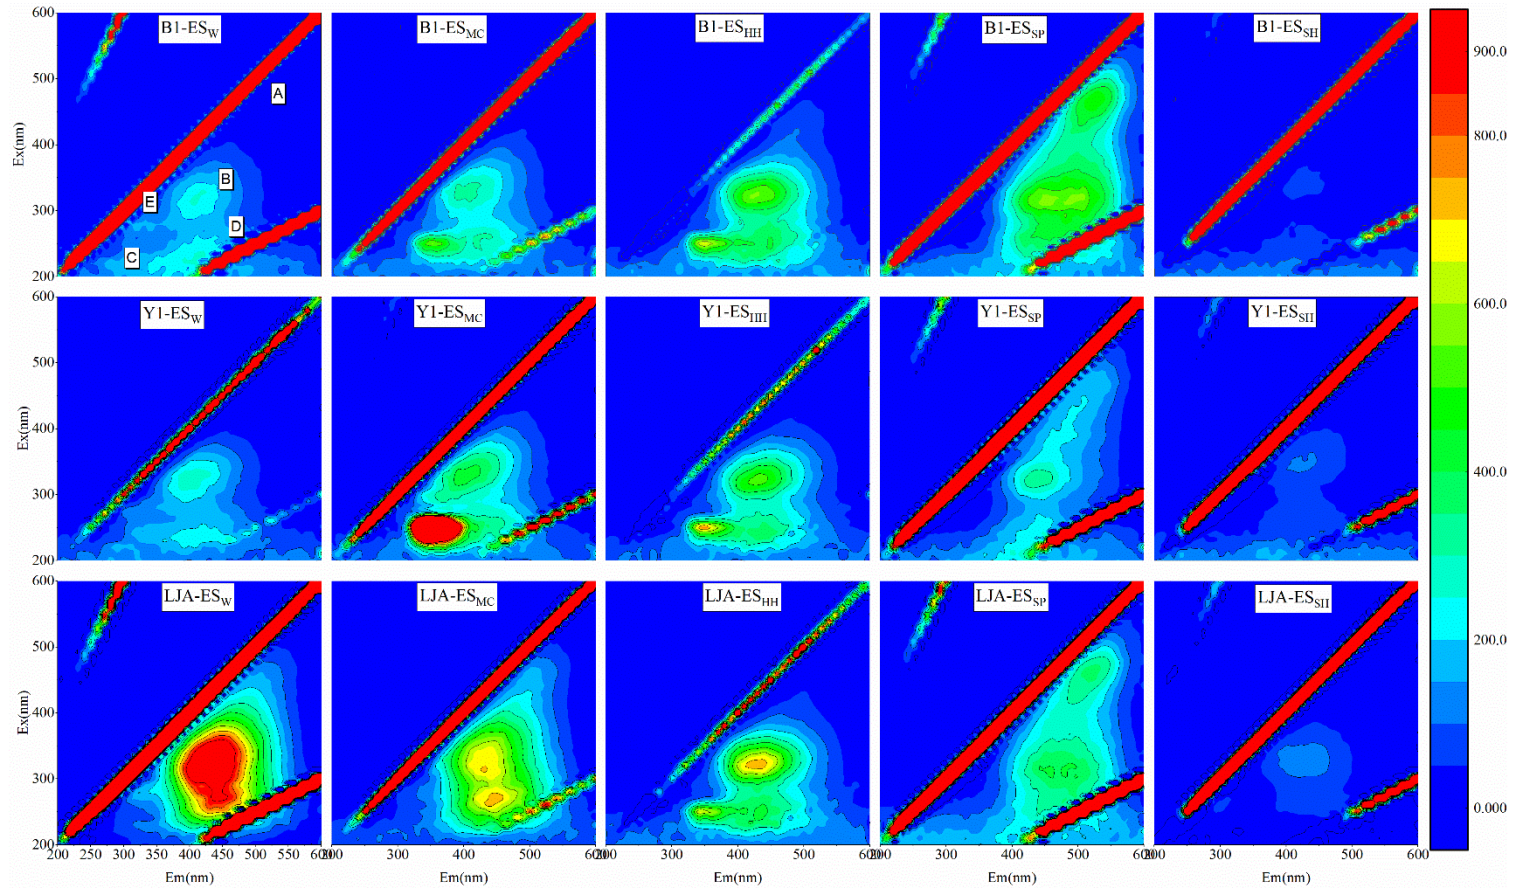 B1-ESW B1-ESMC B1-ESHH B1-ESSP B1-ESSH
A
B
E
D
C
Ex(nm)
600
500
400
300
200
Y1-ESW Y1-ESMC Y1-ESHH Y1-ESSP Y1-ESSH
Ex(nm)
600
500
400
300
200
LJA-ESW LJA-ESMC LJA-ESHH LJA-ESSP LJA-ESSH
Ex(nm)
600
500
400
300
200
200 250 300 350 400 450 500 550 600 300 500 600 200 300 400 500 600 200 300 400 500 600 200 300 400 500 600
Em(nm) Em(nm) Em(nm) Em(nm) Em(nm)
900.0
800.0
600.0
400.0
200.0
0.000